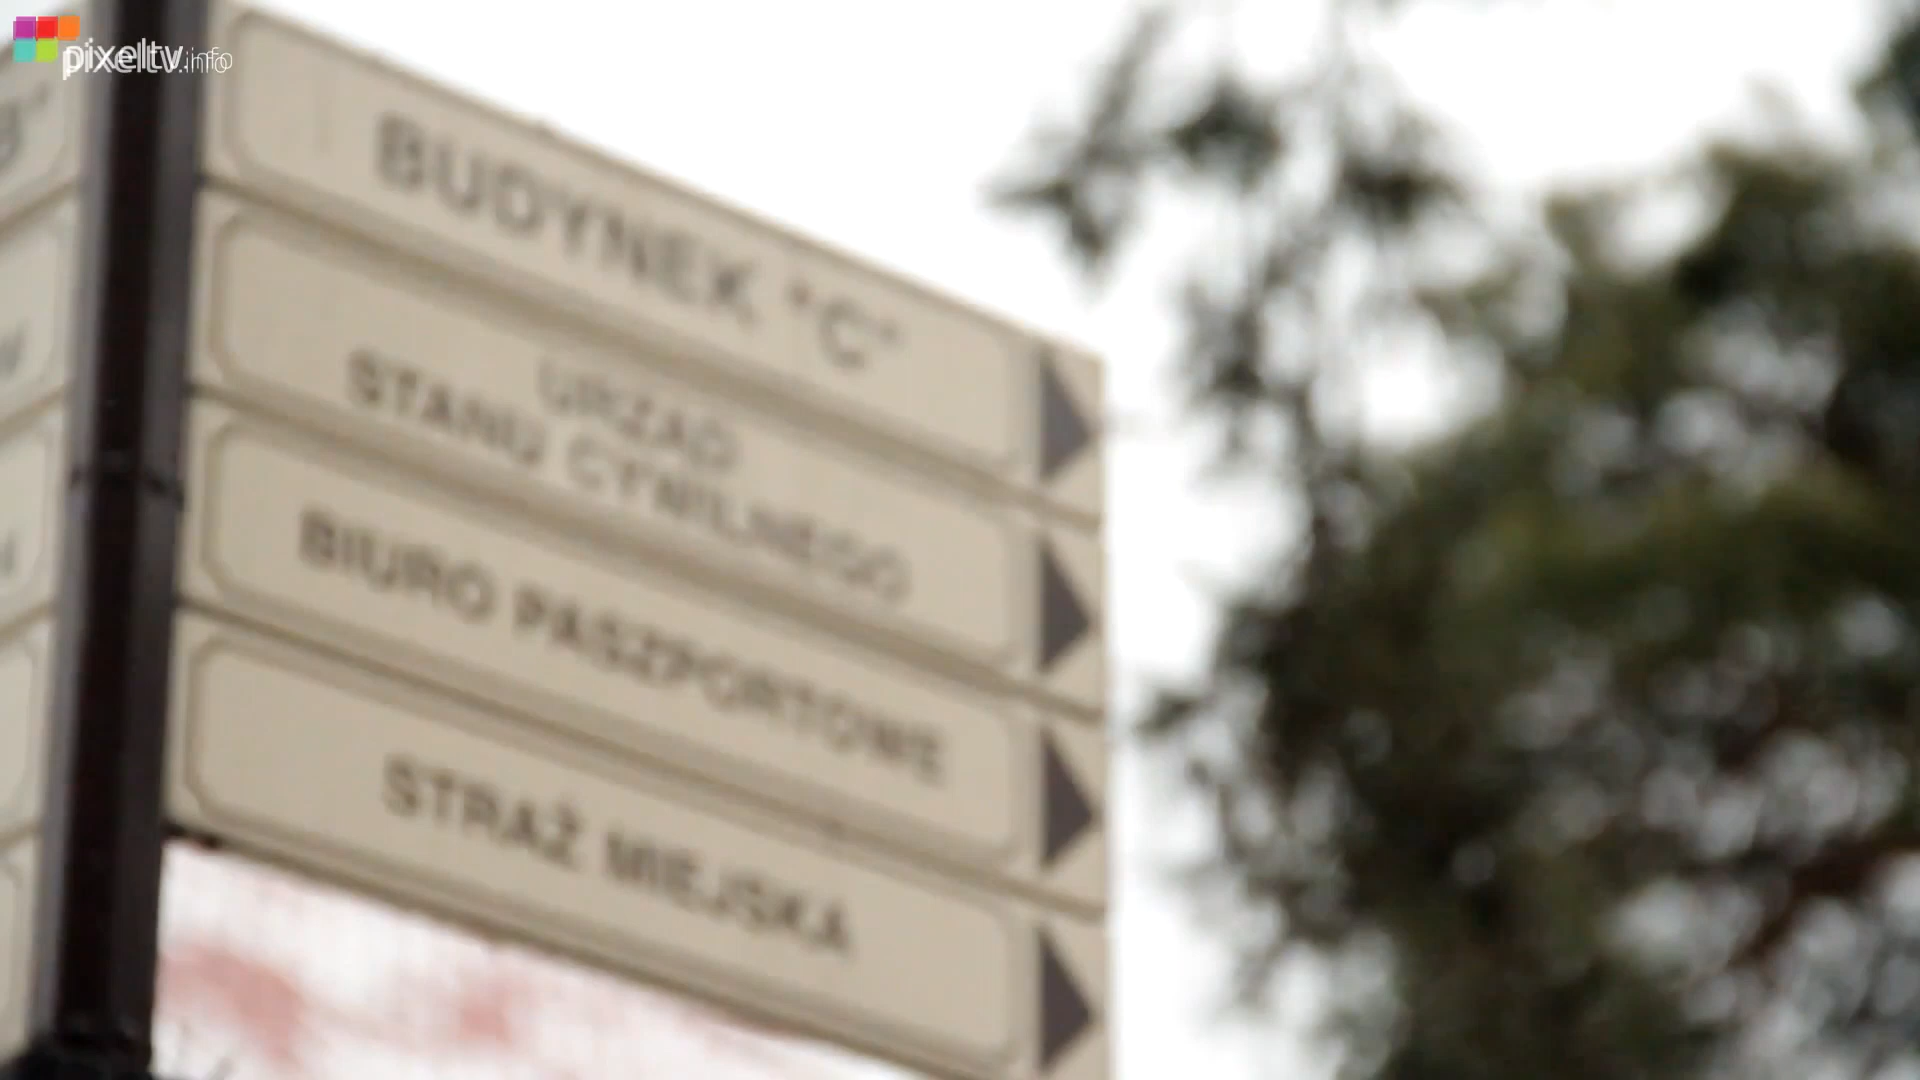 pixeltv.info
BUDYNEK "C"
URZĄD
STANU CYWILNEGO
BIURO PASZPORTOWE
STRAŻ MIEJSKA